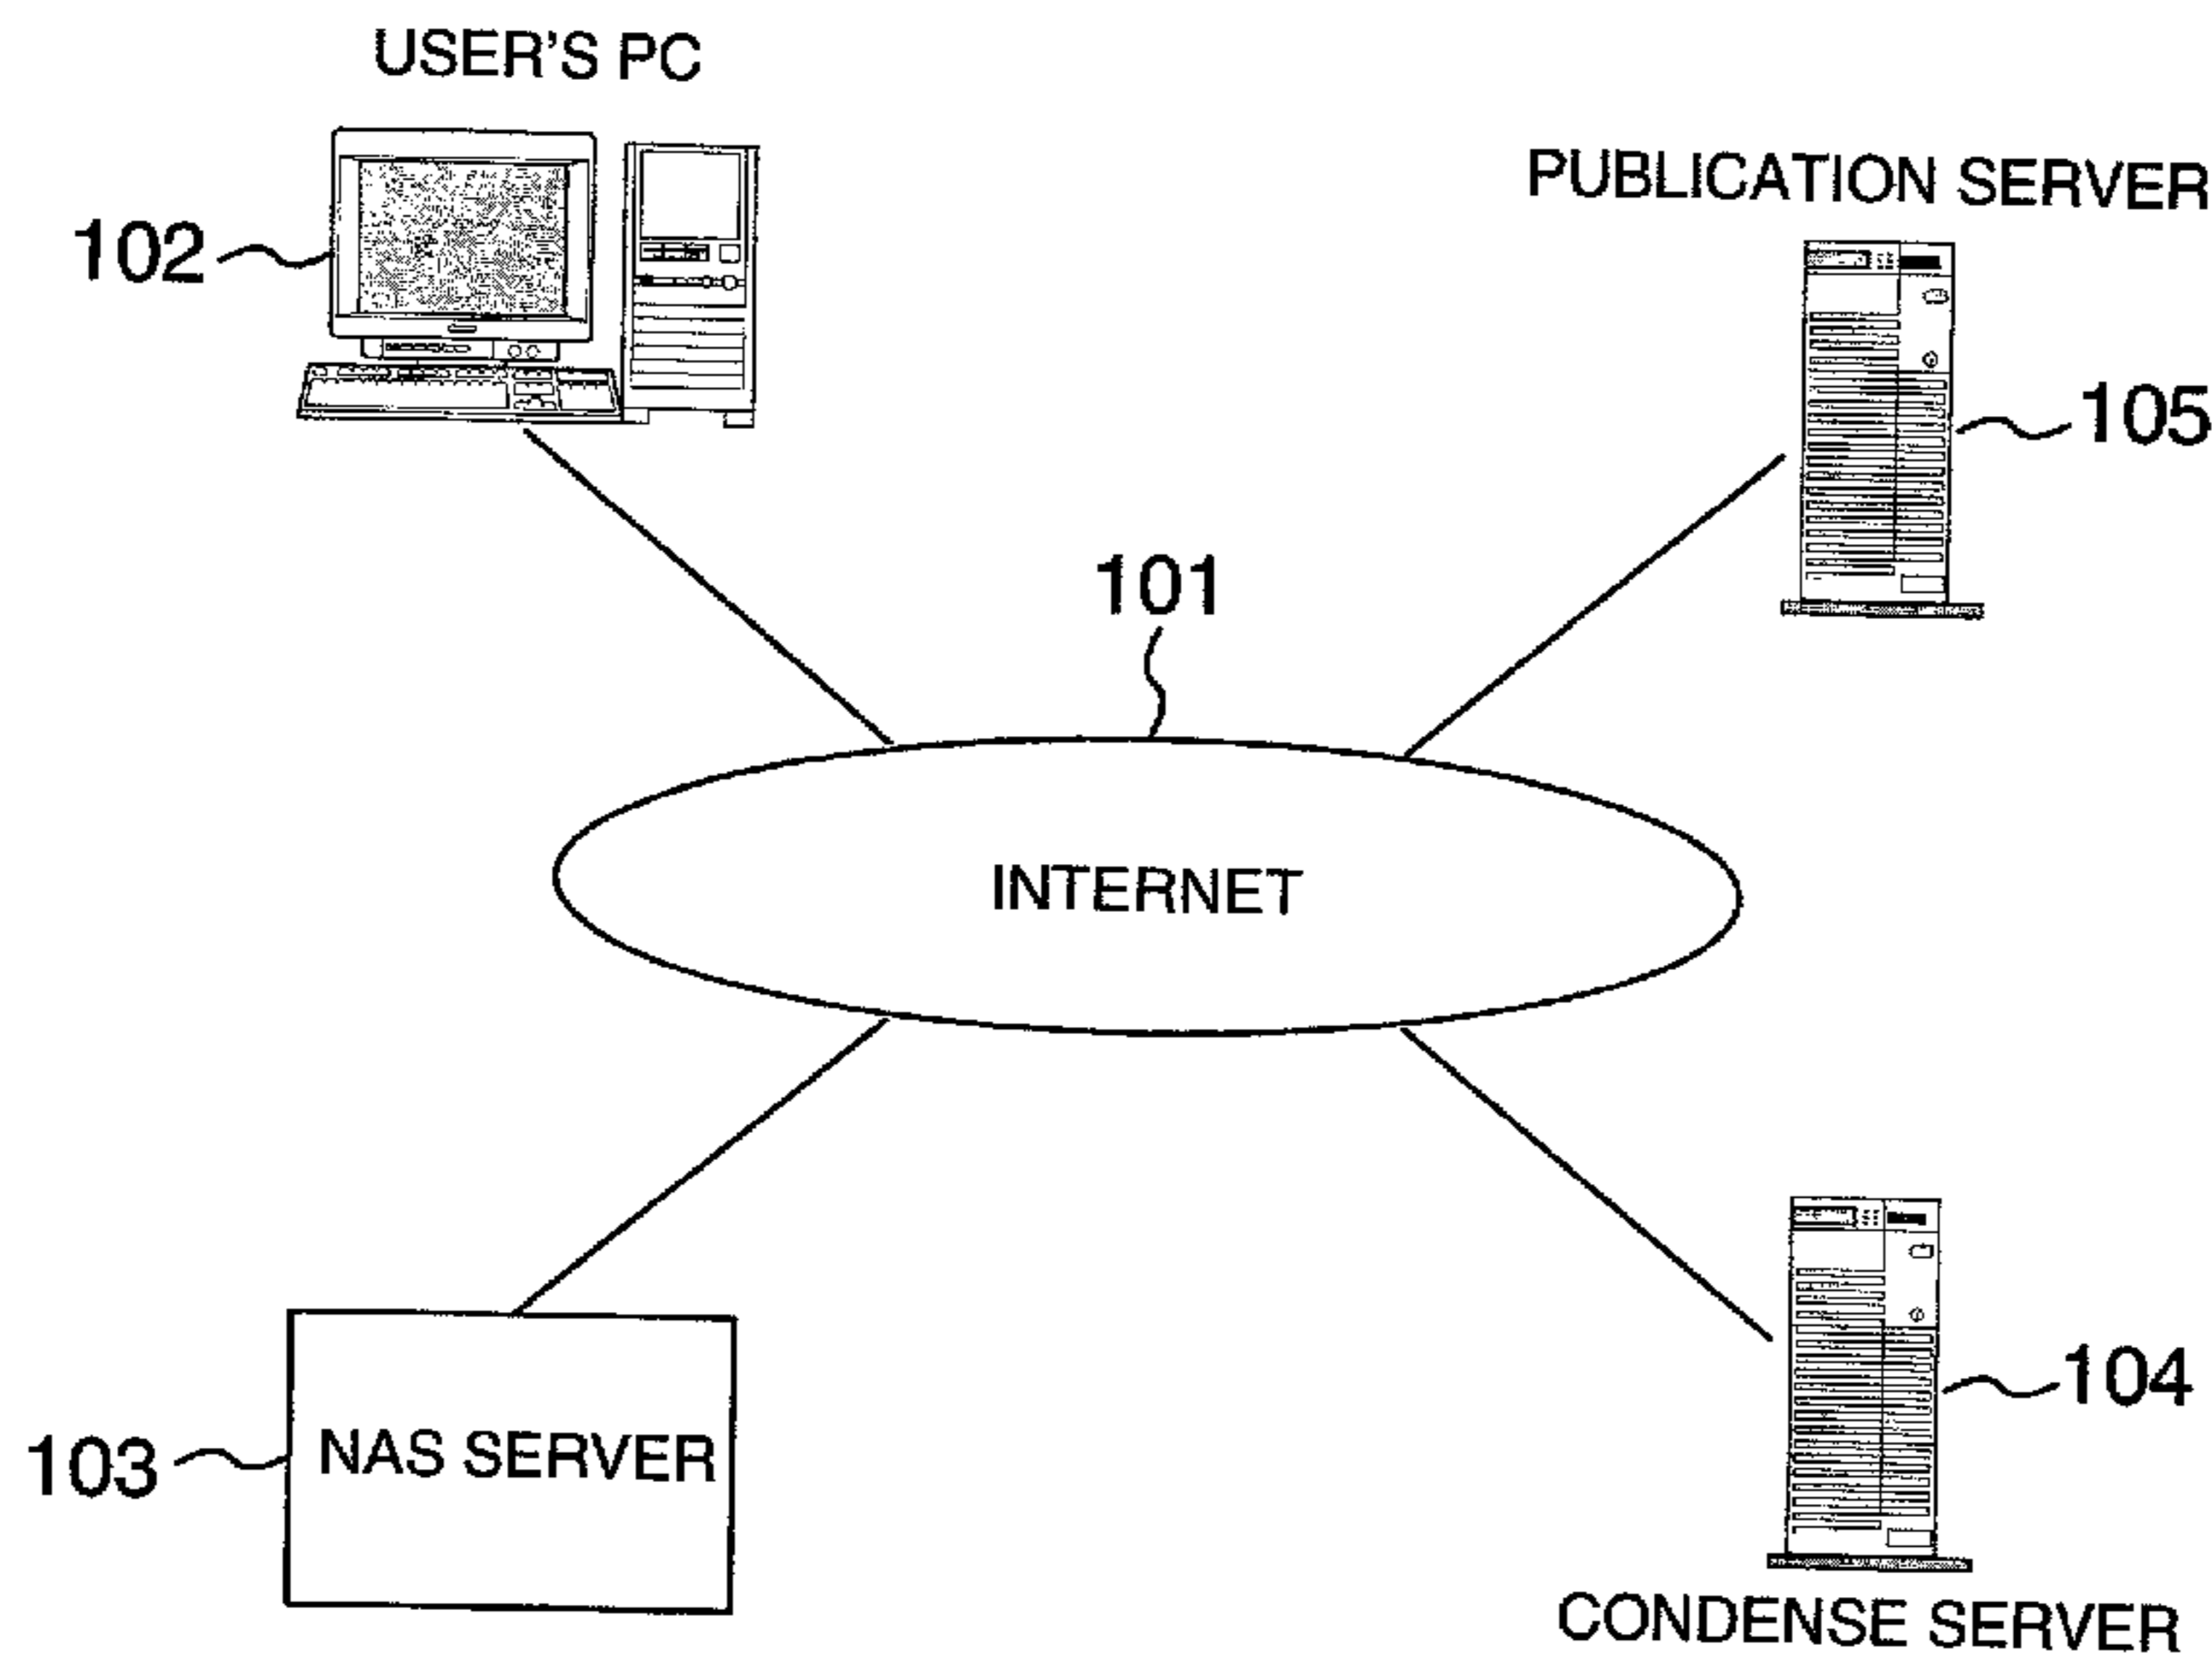 USER'S PC
PUBLICATION SERVER
102
105
101
INTERNET
NAS SERVER
103
104
CONDENSE SERVER